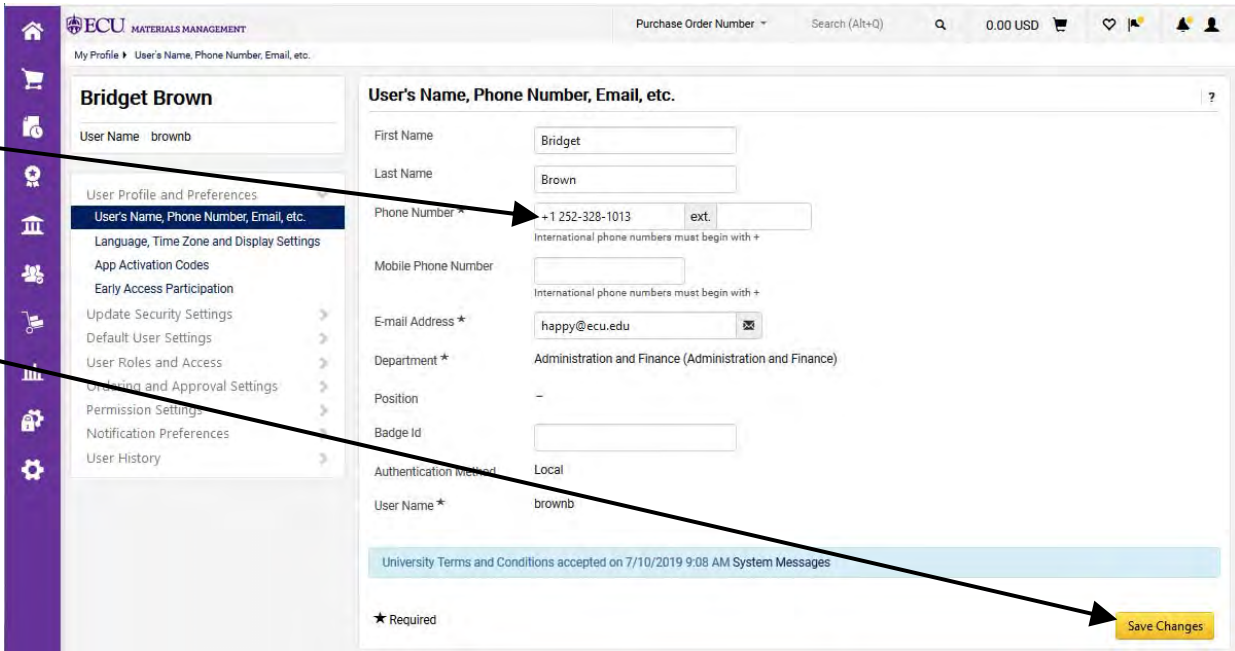 ECU MATERIALS MANAGEMENT Purchase Order Number Search (Alt+Q) 0.00 USD
My Profile User's Name, Phone Number, Email, etc.
Bridget Brown
User Name brownb
User Profile and Preferences
User's Name, Phone Number, Email, etc.
Language, Time Zone and Display Settings
App Activation Codes
Early Access Participation
Update Security Settings
Default User Settings
User Roles and Access
Ordering and Approval Settings
Permission Settings
Notification Preferences
User History
User's Name, Phone Number, Email, etc. ?
First Name Bridget
Last Name Brown
Phone Number ★ +1 252-328-1013 ext.
International phone numbers must begin with +
Mobile Phone Number
International phone numbers must begin with +
E-mail Address ★ happy@ecu.edu
Department ★ Administration and Finance (Administration and Finance)
Position –
Badge Id
Authentication Method Local
User Name ★ brownb
University Terms and Conditions accepted on 7/10/2019 9:08 AM System Messages
★ Required
Save Changes